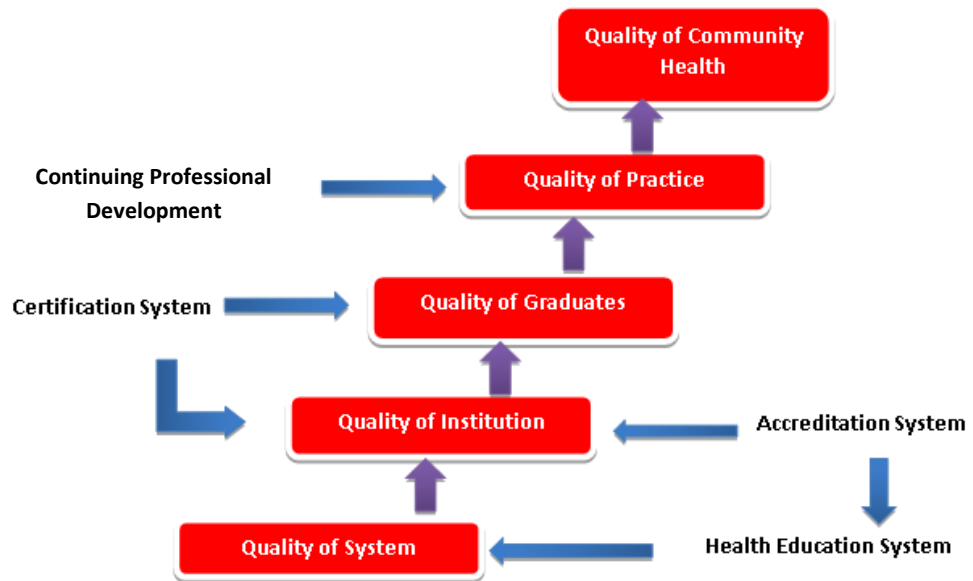 Quality of Community
Health
Continuing Professional
Development
Quality of Practice
Certification System
Quality of Graduates
Quality of Institution
Accreditation System
Quality of System
Health Education System